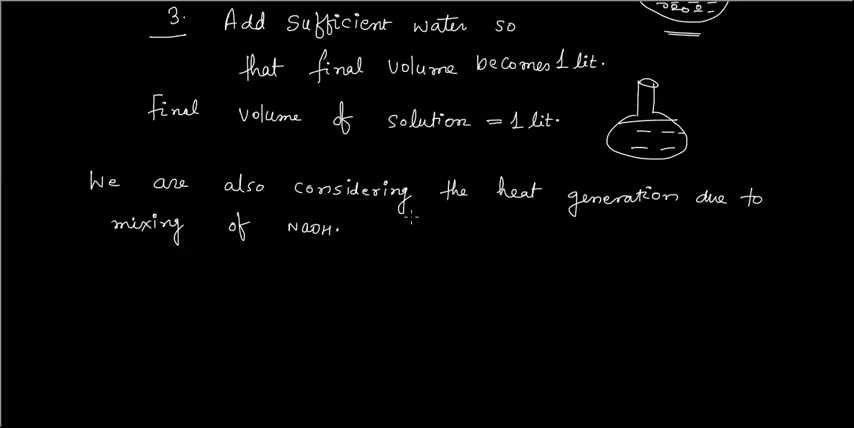 3. Add sufficient water so
that final volume becomes 1 lit.
Final volume of solution = 1 lit.
We are also considering the heat generation due to
mixing of NaOH.